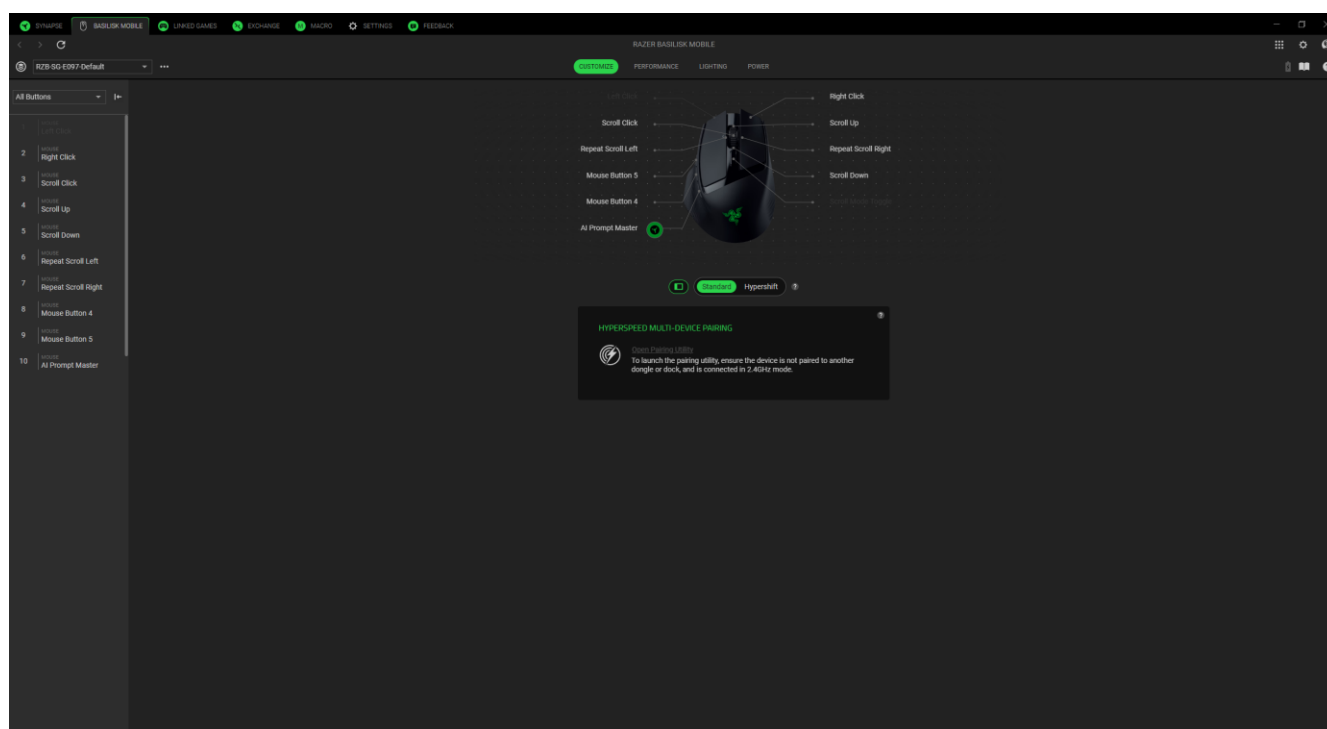 SYNAPSE
BASILISK MOBILE
LINKED GAMES
EXCHANGE
MACRO
SETTINGS
FEEDBACK
RAZER BASILISK MOBILE
RZB-SG-E097-Default
CUSTOMIZE
PERFORMANCE
LIGHTING
POWER
All Buttons
MOUSE
Left Click
2
MOUSE
Right Click
3
MOUSE
Scroll Click
4
MOUSE
Scroll Up
5
MOUSE
Scroll Down
6
MOUSE
Repeat Scroll Left
7
MOUSE
Repeat Scroll Right
8
MOUSE
Mouse Button 4
9
MOUSE
Mouse Button 5
10
MOUSE
AI Prompt Master
Left Click
Right Click
Scroll Click
Scroll Up
Repeat Scroll Left
Repeat Scroll Right
Mouse Button 5
Scroll Down
Mouse Button 4
AI Prompt Master
Standard
Hypershift
?
HYPERSPEED MULTI-DEVICE PAIRING
?
Open Pairing Utility
To launch the pairing utility, ensure the device is not paired to another
dongle or dock, and is connected in 2.4GHz mode.